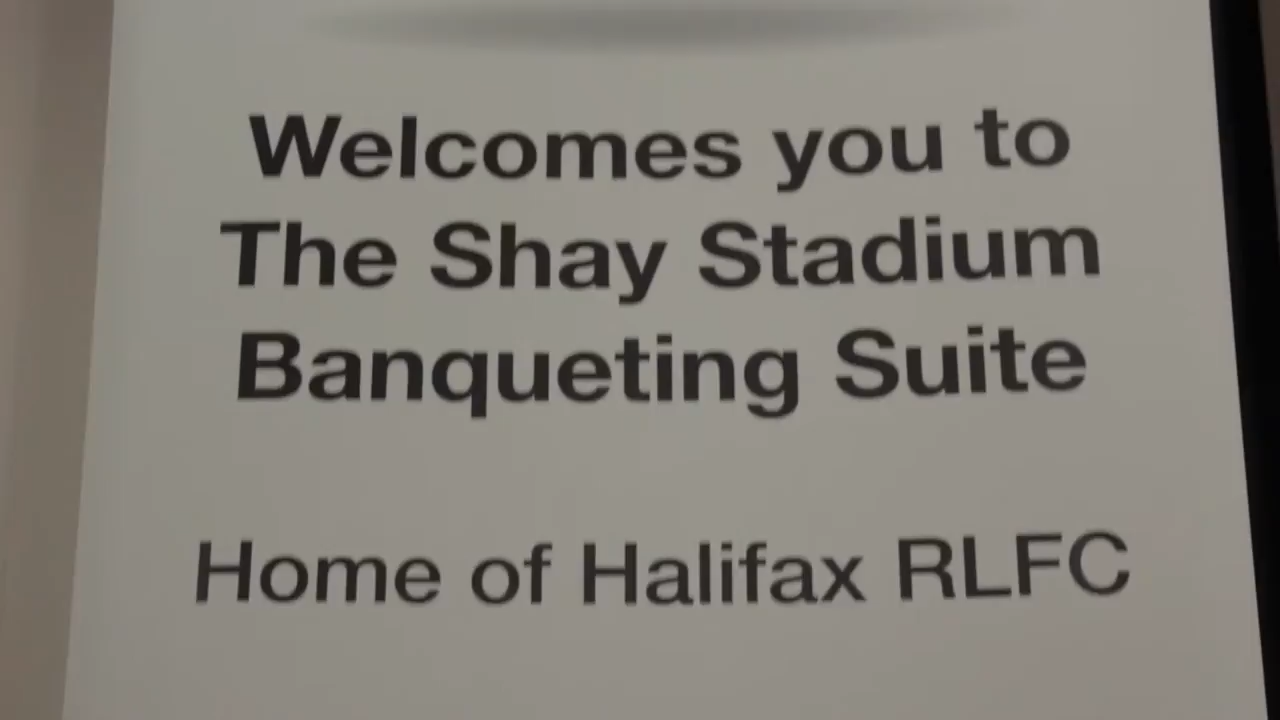 Welcomes you to
The Shay Stadium
Banqueting Suite
Home of Halifax RLFC